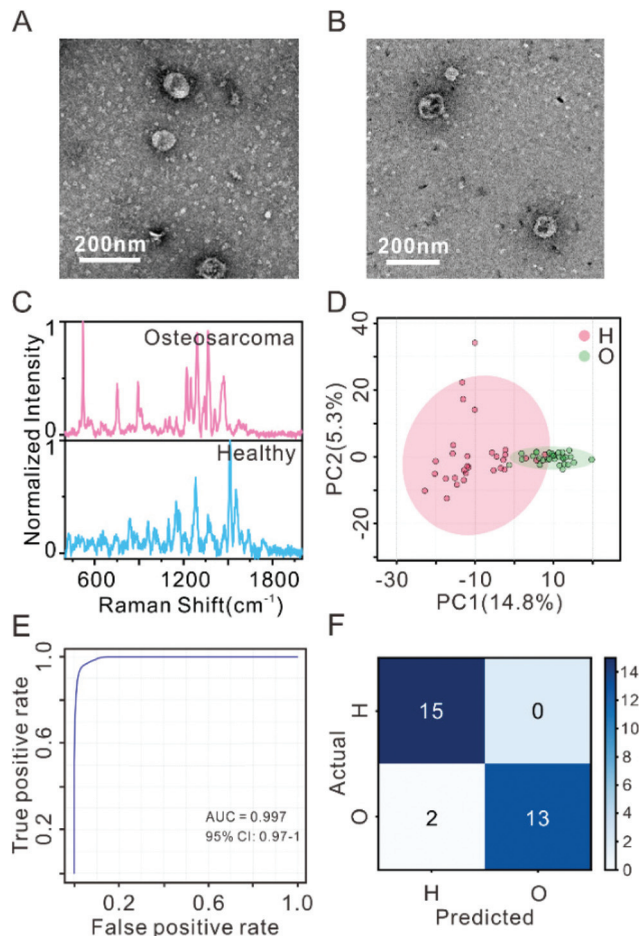 A
B
200nm
200nm
C
D
Normalized Intensity
1
0
1
0
Osteosarcoma
Healthy
600
1200
1800
Raman Shift(cm⁻¹)
PC2(5.3%)
40
20
0
-20
H
O
-30
-10
10
PC1(14.8%)
E
F
True positive rate
1.0
0.6
0.2
AUC = 0.997
95% CI: 0.97-1
0.2
0.6
1.0
False positive rate
Actual
H
O
15
0
2
13
H
O
Predicted
14
12
10
8
6
4
2
0